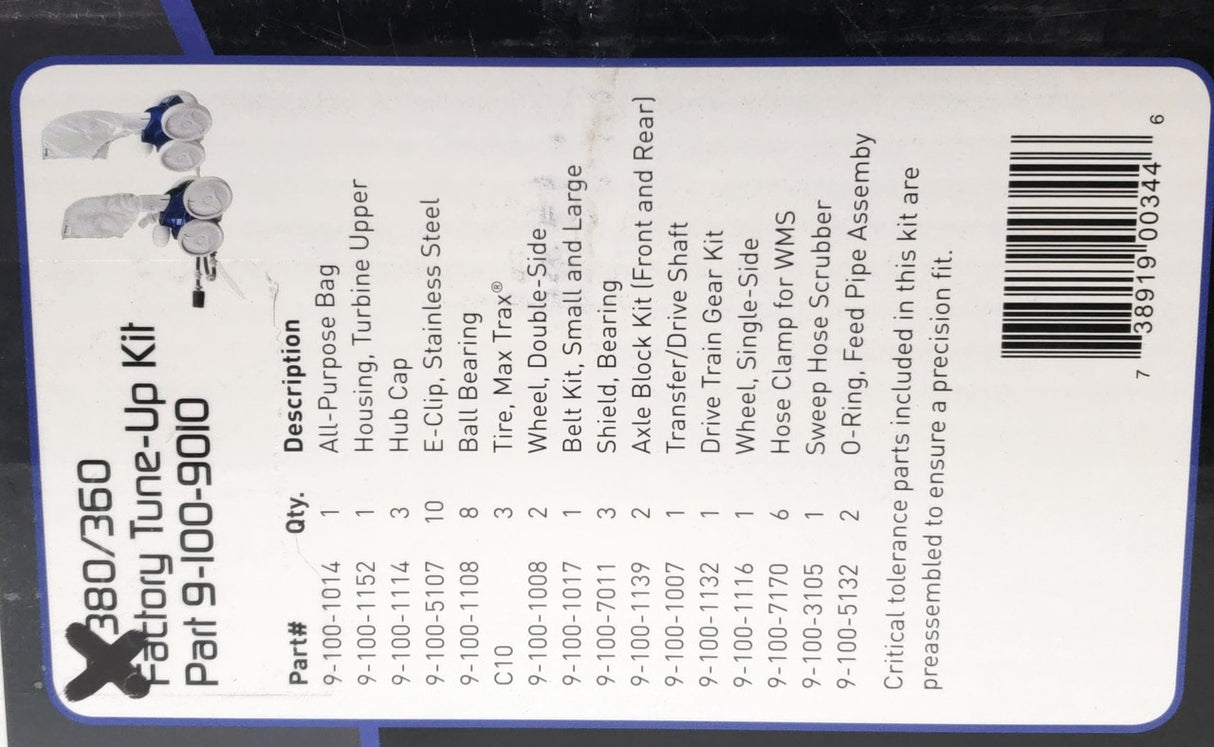 380/360
Factory Tune-Up Kit
Part 9-100-9010
Part# Qty. Description
9-100-1014 1 All-Purpose Bag
9-100-1152 1 Housing, Turbine Upper
9-100-1114 3 Hub Cap
9-100-5107 10 E-Clip, Stainless Steel
9-100-1108 8 Ball Bearing
C10 3 Tire, Max Trax®
9-100-1008 2 Wheel, Double-Side
9-100-1017 1 Belt Kit, Small and Large
9-100-7011 3 Shield, Bearing
9-100-1139 2 Axle Block Kit (Front and Rear)
9-100-1007 1 Transfer/Drive Shaft
9-100-1132 1 Drive Train Gear Kit
9-100-1116 1 Wheel, Single-Side
9-100-7170 6 Hose Clamp for WMS
9-100-3105 1 Sweep Hose Scrubber
9-100-5132 2 O-Ring, Feed Pipe Assemby
Critical tolerance parts included in this kit are
preassembled to ensure a precision fit.
7 38919 00344 6